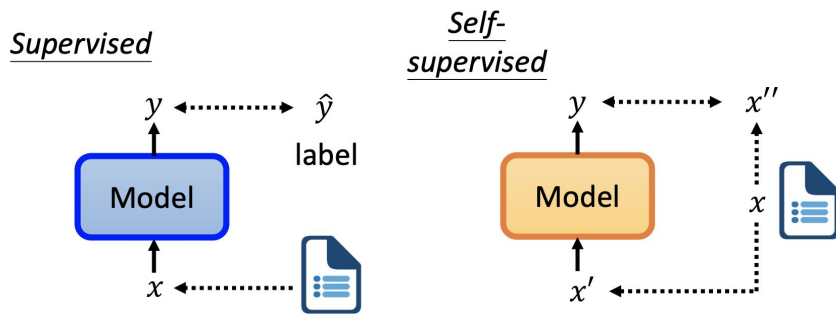 Supervised
y
ŷ
label
Model
x
Self-
supervised
y
x′′
Model
x
x′